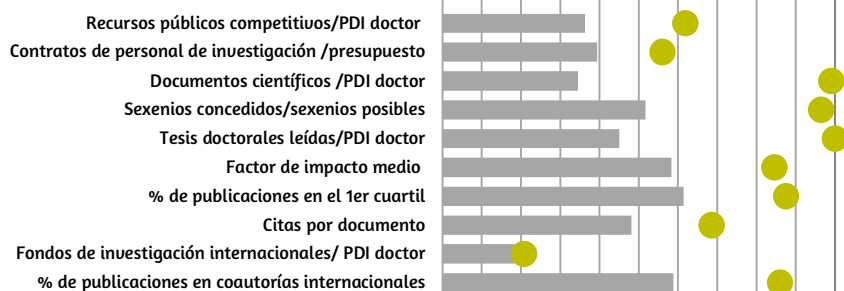 Recursos públicos competitivos/PDI doctor
Contratos de personal de investigación /presupuesto
Documentos científicos /PDI doctor
Sexenios concedidos/sexenios posibles
Tesis doctorales leídas/PDI doctor
Factor de impacto medio
% de publicaciones en el 1er cuartil
Citas por documento
Fondos de investigación internacionales/ PDI doctor
% de publicaciones en coautorías internacionales